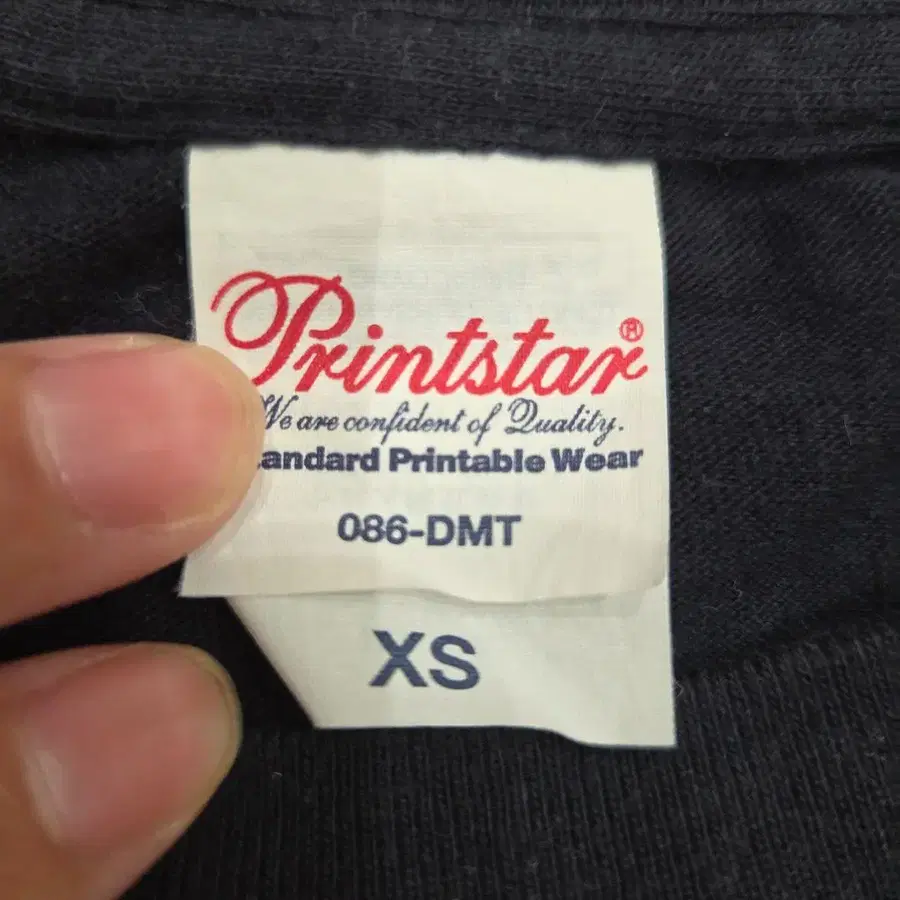 Printstar®
We are confident of Quality.
andard Printable Wear
086-DMT
XS